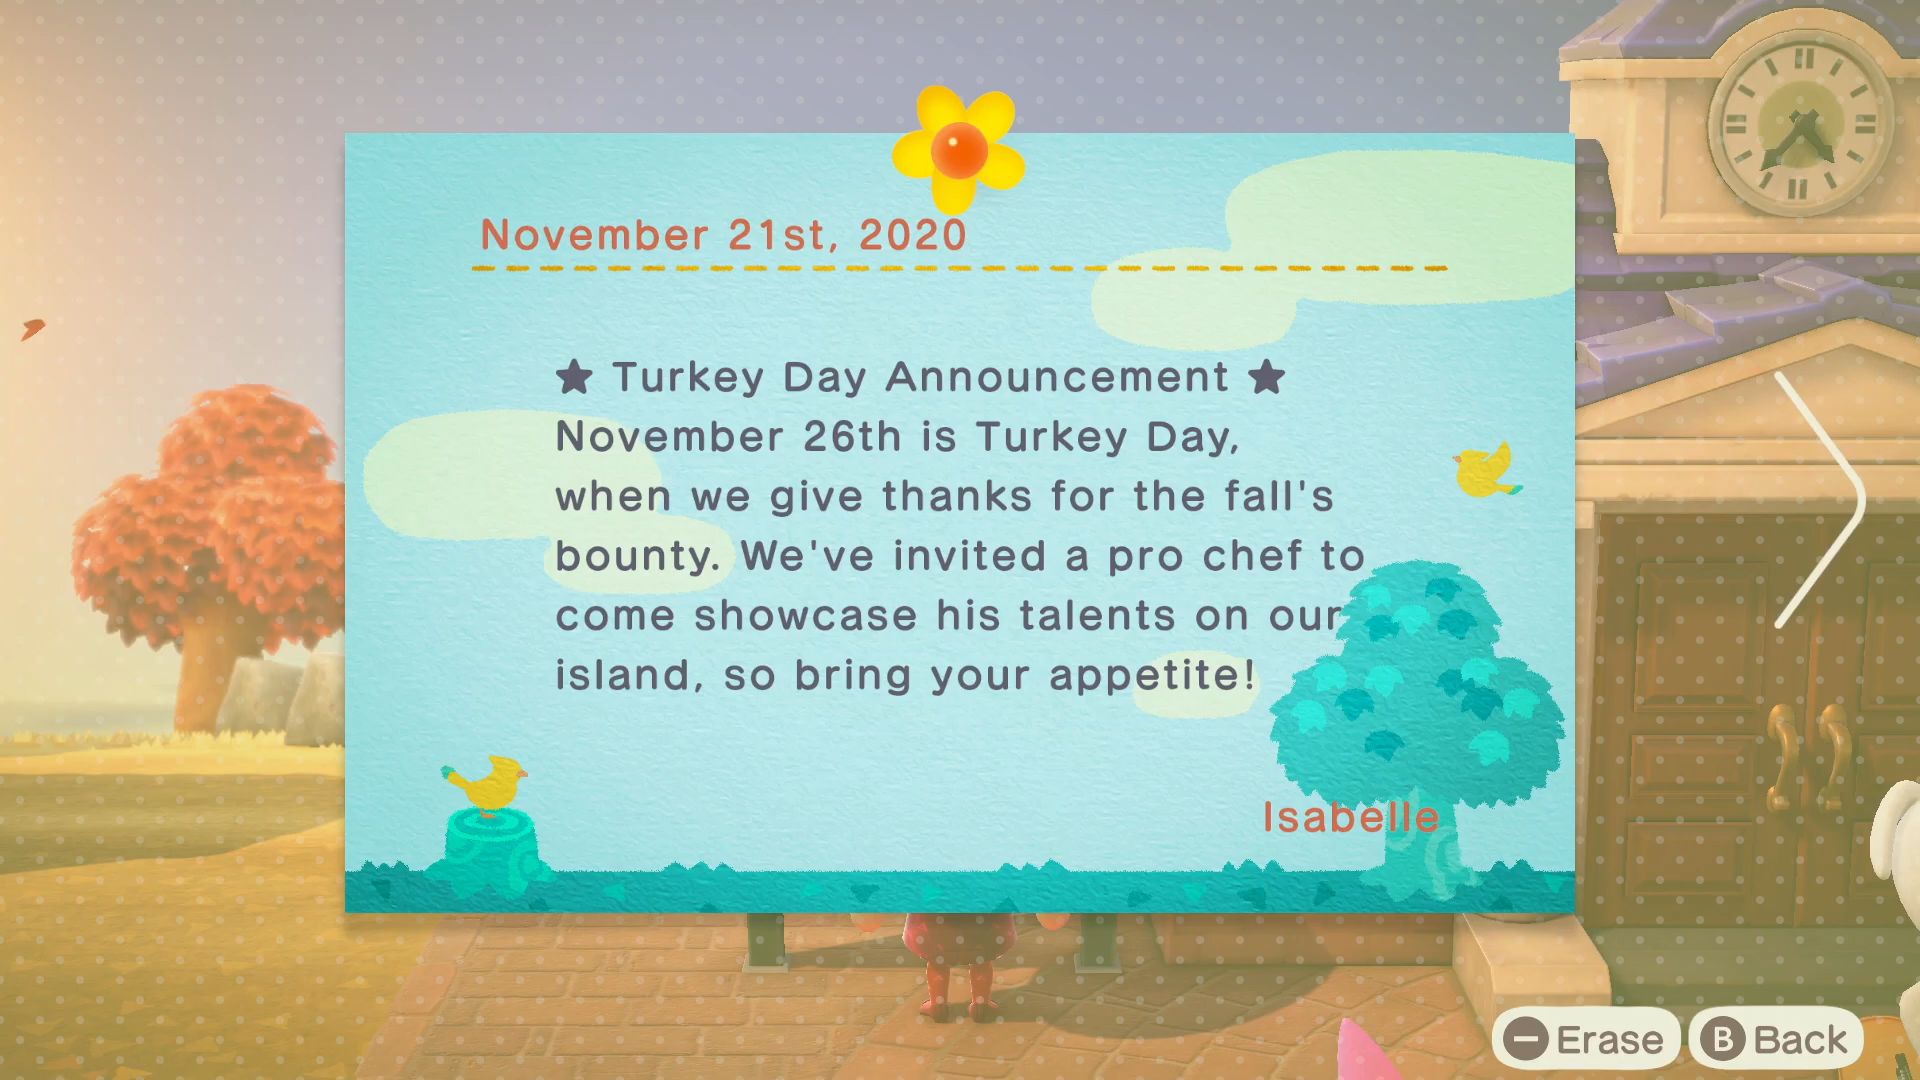 November 21st, 2020
★ Turkey Day Announcement ★
November 26th is Turkey Day,
when we give thanks for the fall's
bounty. We've invited a pro chef to
come showcase his talents on our
island, so bring your appetite!
Isabelle
Erase
B Back